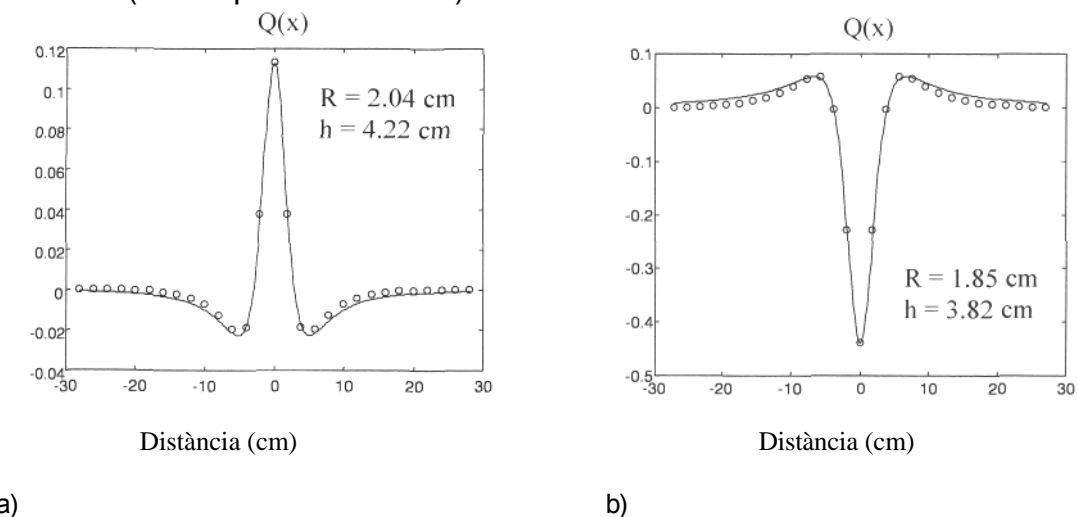 Q(x)
0.12
0.1
0.08
0.06
0.04
0.02
0
-0.02
-0.04
-30 -20 -10 0 10 20 30
R = 2.04 cm
h = 4.22 cm
Distància (cm)
a)
Q(x)
0.1
0
-0.1
-0.2
-0.3
-0.4
-0.5
-30 -20 -10 0 10 20 30
R = 1.85 cm
h = 3.82 cm
Distància (cm)
b)